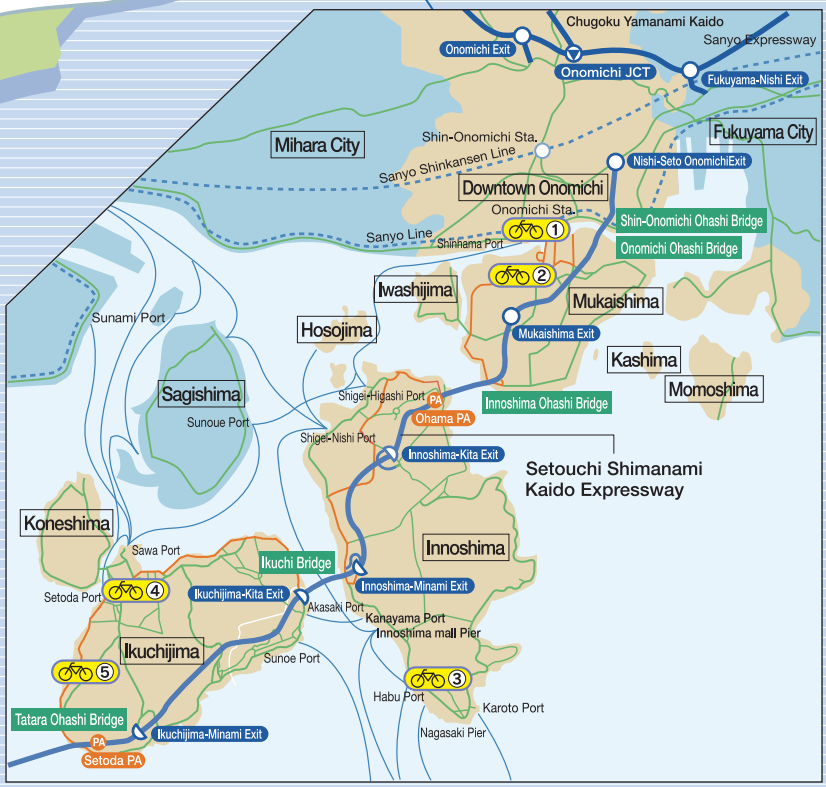 Chugoku Yamanami Kaido
Sanyo Expressway
Onomichi Exit
Onomichi JCT
Fukuyama-Nishi Exit
Mihara City
Shin-Onomichi Sta.
Fukuyama City
Sanyo Shinkansen Line
Nishi-Seto OnomichiExit
Downtown Onomichi
Onomichi Sta.
Shin-Onomichi Ohashi Bridge
Sanyo Line
1
Shinhama Port
Onomichi Ohashi Bridge
2
Iwashijima
Mukaishima
Sunami Port
Hosojima
Mukaishima Exit
Kashima
Momoshima
Sagishima
Shigei-Higashi Port
PA
Innoshima Ohashi Bridge
Sunoue Port
Ohama PA
Shigei-Nishi Port
Innoshima-Kita Exit
Setouchi Shimanami
Kaido Expressway
Koneshima
Sawa Port
Innoshima
Ikuchi Bridge
Setoda Port
4
Ikuchijima-Kita Exit
Innoshima-Minami Exit
Akasaki Port
Kanayama Port
Innoshima mall Pier
Ikuchijima
Sunoe Port
5
3
Habu Port
Karoto Port
Tatara Ohashi Bridge
Nagasaki Pier
Ikuchijima-Minami Exit
PA
Setoda PA